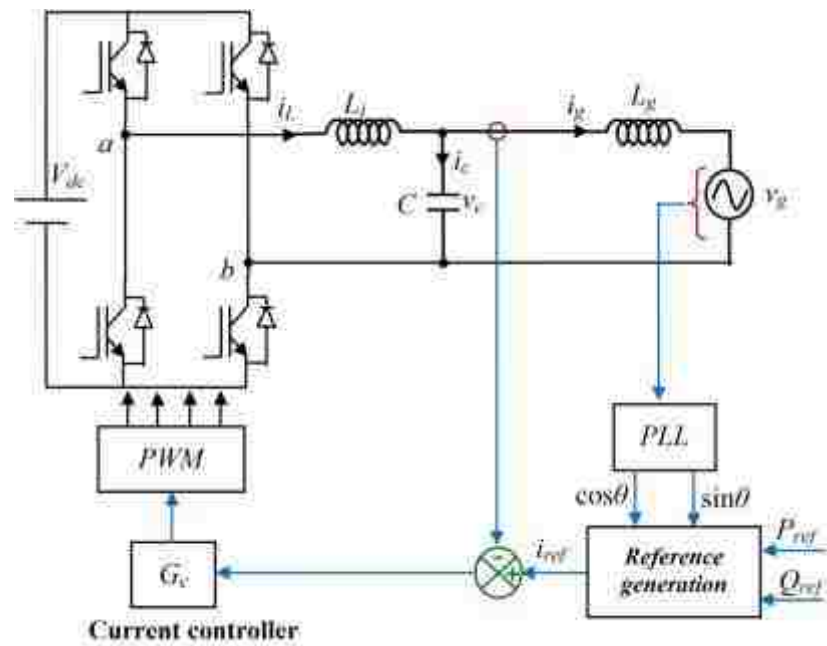 i_L
L_f
i_g
L_g
a
V_dc
i_c
C
v_c
v_g
b
PLL
PWM
cosθ
sinθ
P_ref
i_ref
Reference
generation
Q_ref
G_c
-
+
Current controller